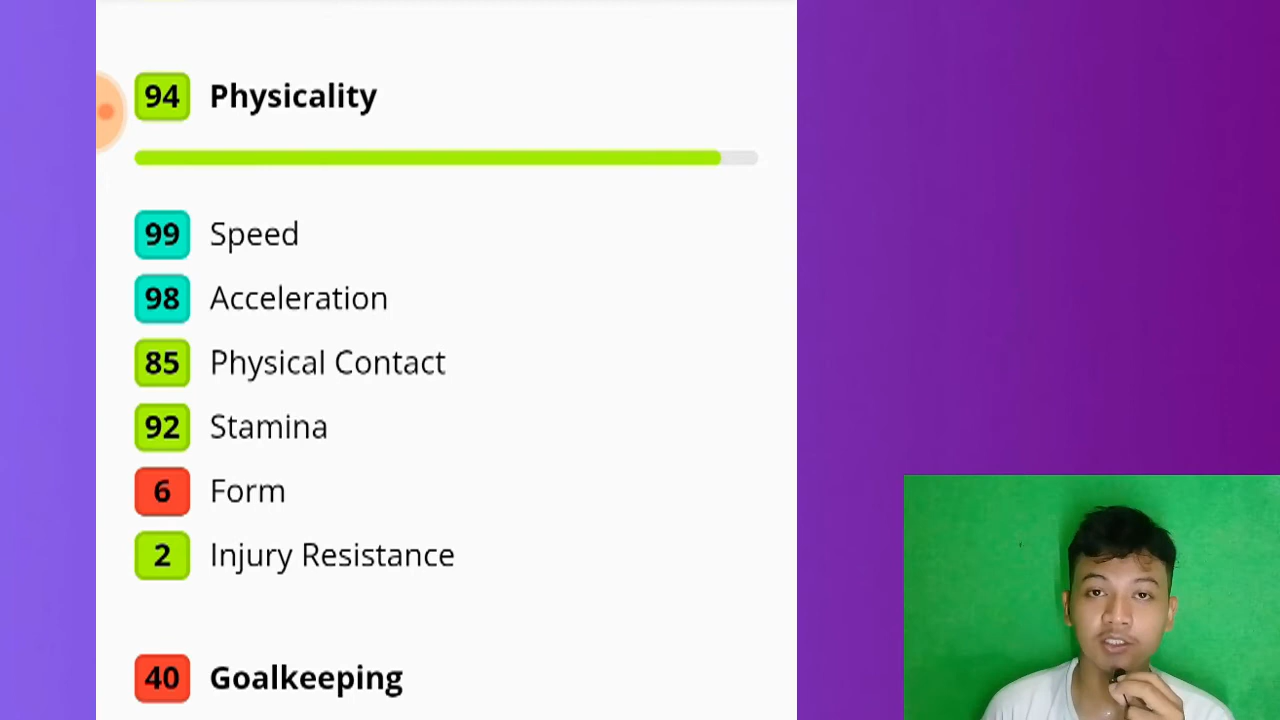 94 Physicality
99 Speed
98 Acceleration
85 Physical Contact
92 Stamina
6 Form
2 Injury Resistance
40 Goalkeeping